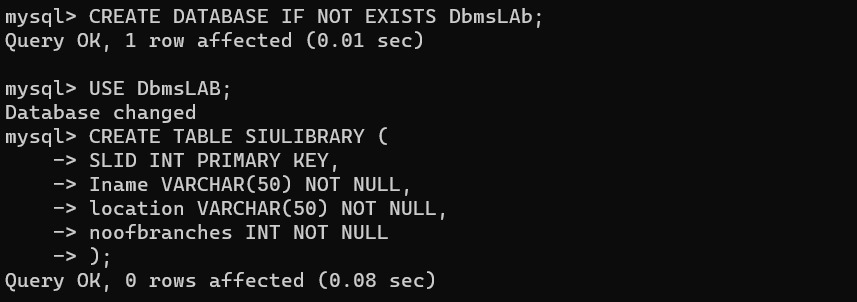 mysql> CREATE DATABASE IF NOT EXISTS DbmsLAb;
Query OK, 1 row affected (0.01 sec)
mysql> USE DbmsLAB;
Database changed
mysql> CREATE TABLE SIULIBRARY (
    -> SLID INT PRIMARY KEY,
    -> Iname VARCHAR(50) NOT NULL,
    -> location VARCHAR(50) NOT NULL,
    -> noofbranches INT NOT NULL
    -> );
Query OK, 0 rows affected (0.08 sec)